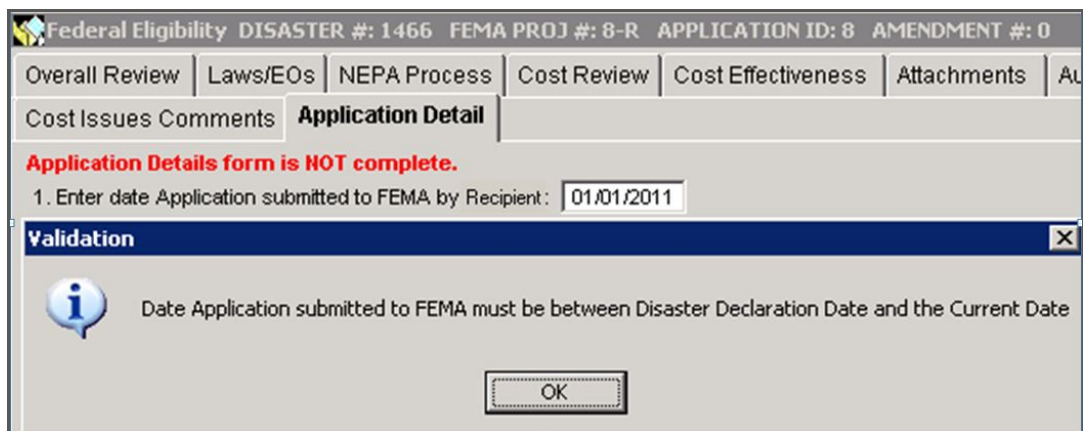 Federal Eligibility DISASTER #: 1466 FEMA PROJ #: 8-R APPLICATION ID: 8 AMENDMENT #: 0
Overall Review Laws/EOs NEPA Process Cost Review Cost Effectiveness Attachments Au
Cost Issues Comments Application Detail
Application Details form is NOT complete.
1. Enter date Application submitted to FEMA by Recipient: 01/01/2011
Validation
Date Application submitted to FEMA must be between Disaster Declaration Date and the Current Date
OK